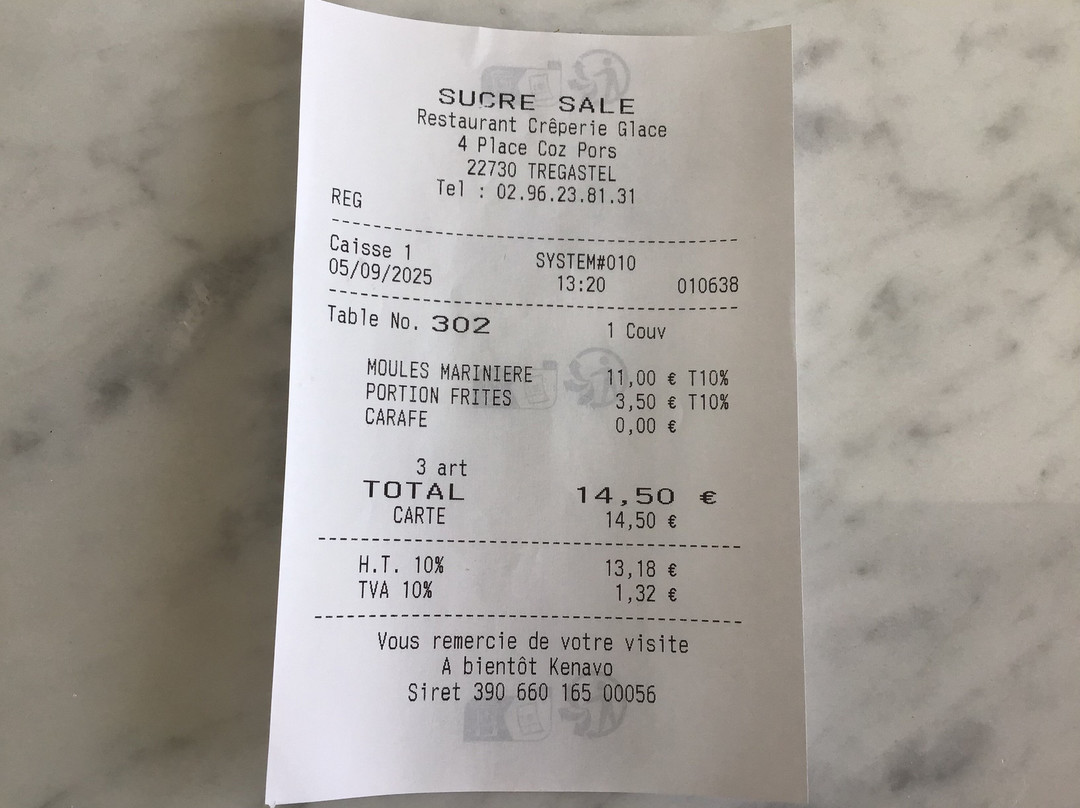 SUCRE SALE
Restaurant Crêperie Glace
4 Place Coz Pors
22730 TREGASTEL
Tel : 02.96.23.81.31
REG
Caisse 1 SYSTEM#010
05/09/2025 13:20 010638
Table No. 302 1 Couv
MOULES MARINIERE 11,00 € T10%
PORTION FRITES 3,50 € T10%
CARAFE 0,00 €
3 art
TOTAL 14,50 €
CARTE 14,50 €
H.T. 10% 13,18 €
TVA 10% 1,32 €
Vous remercie de votre visite
A bientôt Kenavo
Siret 390 660 165 00056